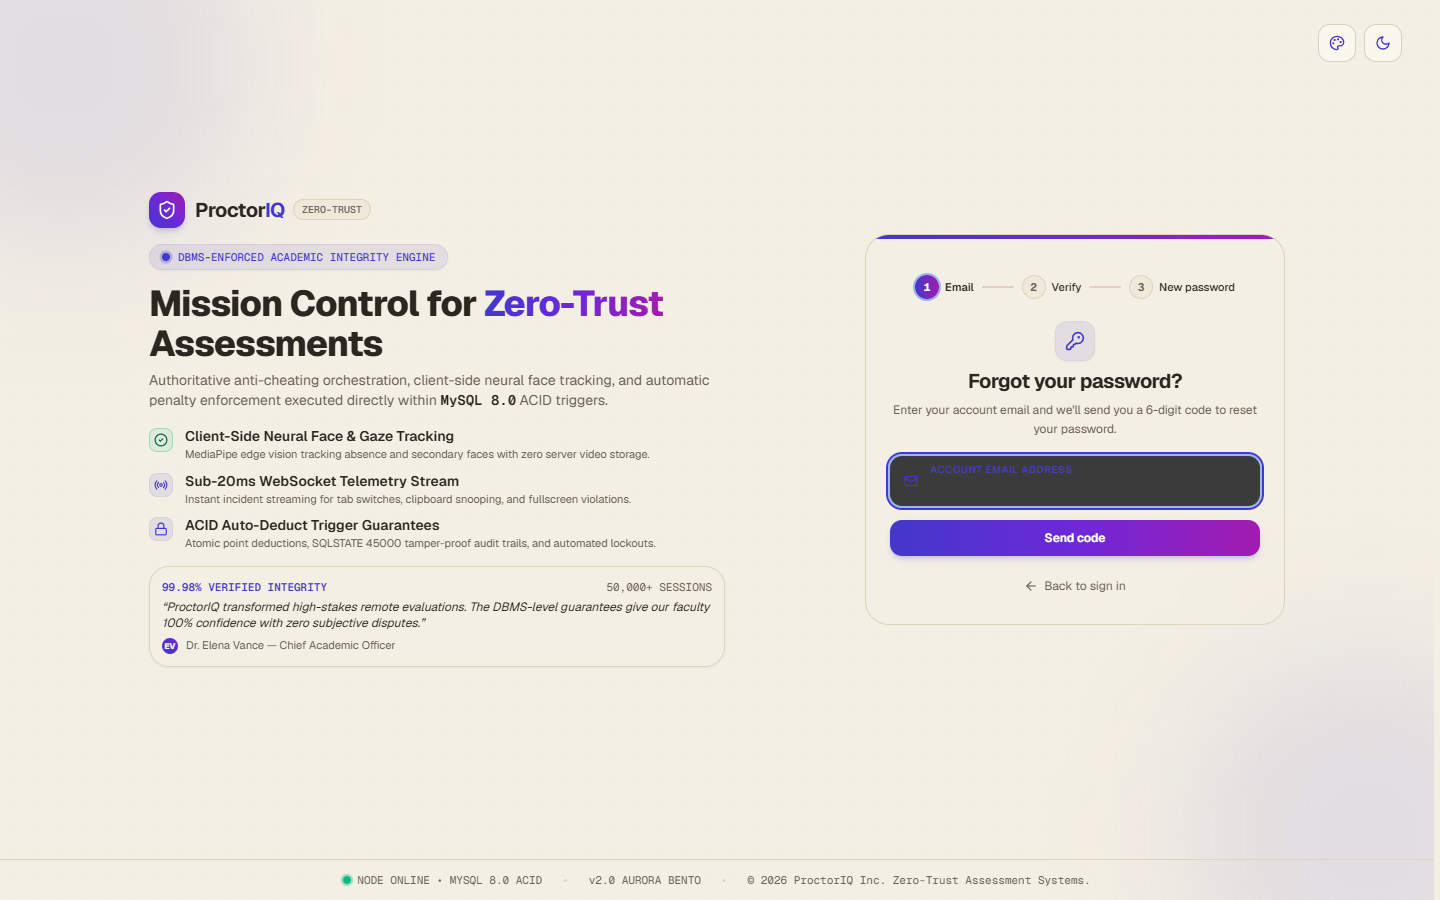 ProctorIQ ZERO-TRUST
DBMS-ENFORCED ACADEMIC INTEGRITY ENGINE
Mission Control for Zero-Trust
Assessments
Authoritative anti-cheating orchestration, client-side neural face tracking, and automatic
penalty enforcement executed directly within MySQL 8.0 ACID triggers.
Client-Side Neural Face & Gaze Tracking
MediaPipe edge vision tracking absence and secondary faces with zero server video storage.
Sub-20ms WebSocket Telemetry Stream
Instant incident streaming for tab switches, clipboard snooping, and fullscreen violations.
ACID Auto-Deduct Trigger Guarantees
Atomic point deductions, SQLSTATE 45000 tamper-proof audit trails, and automated lockouts.
99.98% VERIFIED INTEGRITY 50,000+ SESSIONS
“ProctorIQ transformed high-stakes remote evaluations. The DBMS-level guarantees give our faculty
100% confidence with zero subjective disputes.”
EV Dr. Elena Vance — Chief Academic Officer
1 Email 2 Verify 3 New password
Forgot your password?
Enter your account email and we'll send you a 6-digit code to reset
your password.
ACCOUNT EMAIL ADDRESS
Send code
← Back to sign in
NODE ONLINE • MYSQL 8.0 ACID · v2.0 AURORA BENTO · © 2026 ProctorIQ Inc. Zero-Trust Assessment Systems.